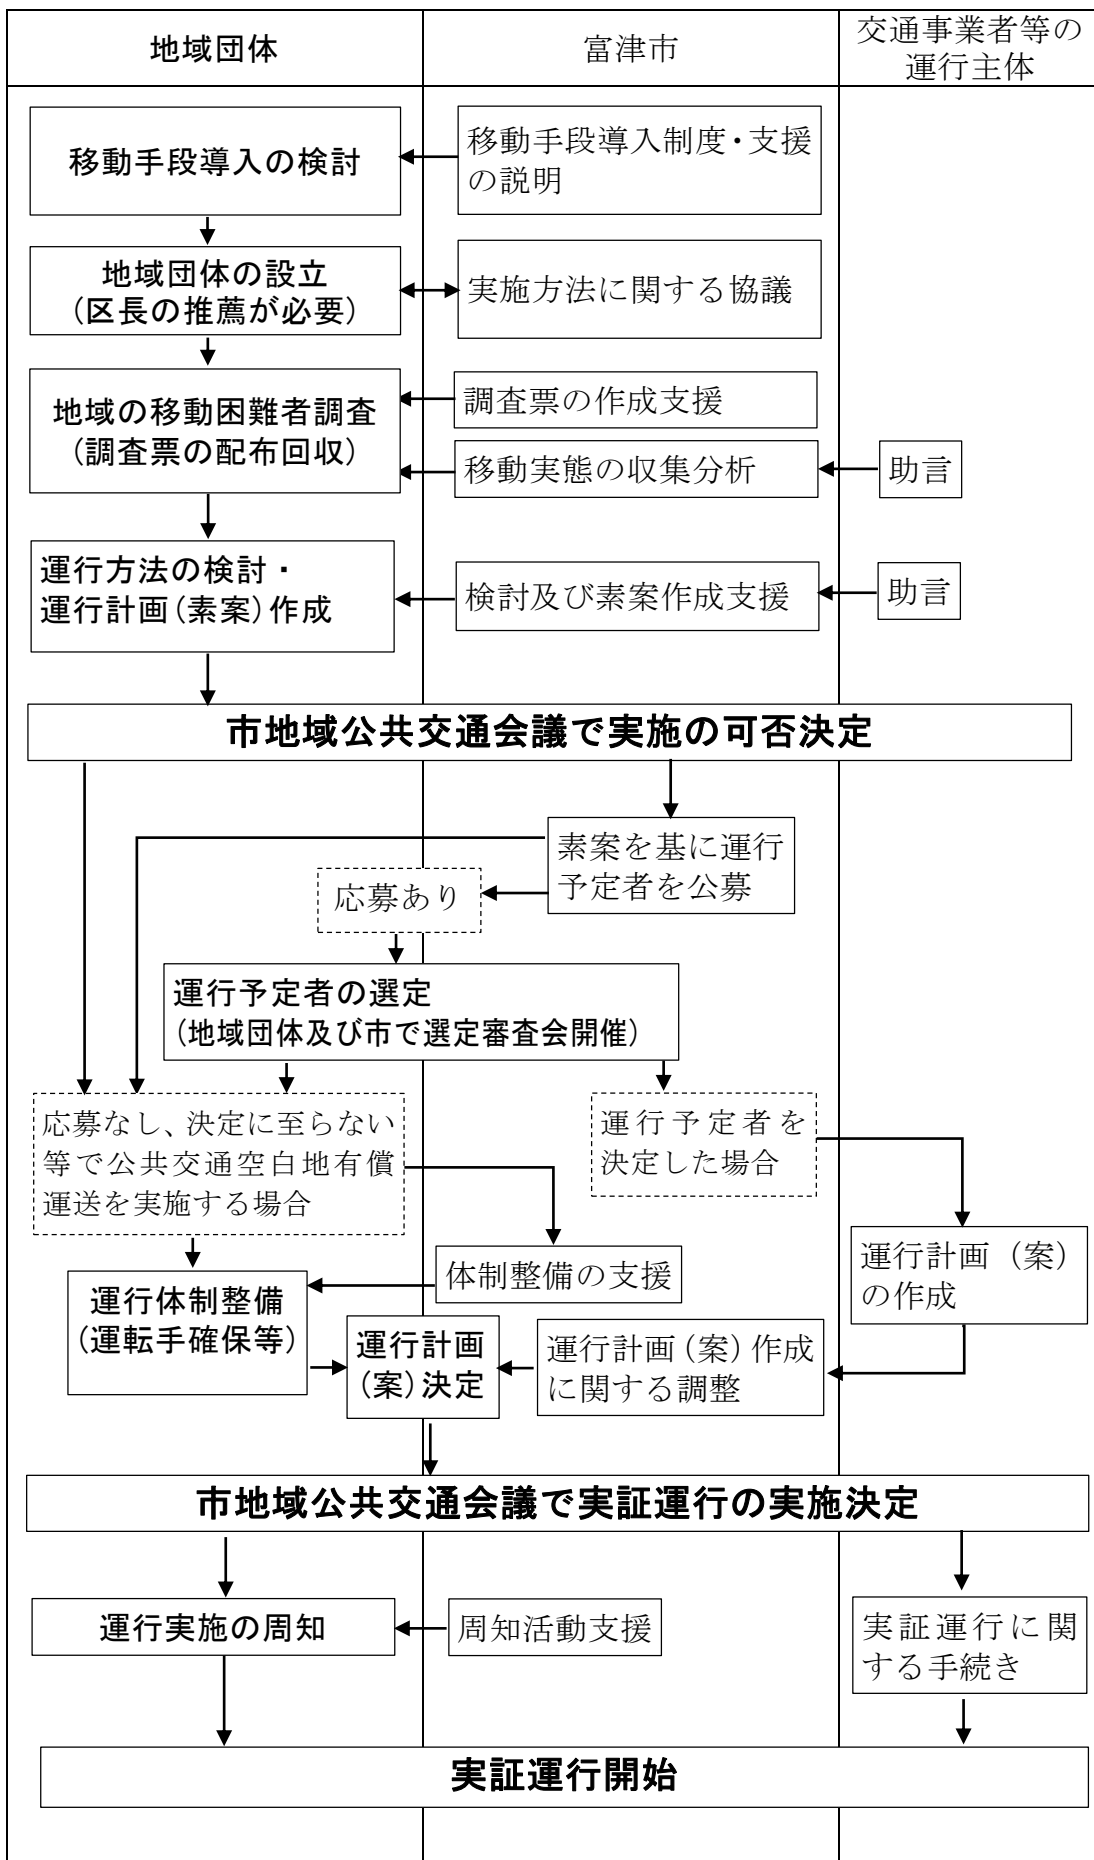 地域団体
富津市
交通事業者等の
運行主体
移動手段導入の検討
移動手段導入制度・支援
の説明
地域団体の設立
(区長の推薦が必要)
実施方法に関する協議
地域の移動困難者調査
(調査票の配布回収)
調査票の作成支援
移動実態の収集分析
助言
運行方法の検討・
運行計画(素案)作成
検討及び素案作成支援
助言
市地域公共交通会議で実施の可否決定
素案を基に運行
予定者を公募
応募あり
運行予定者の選定
(地域団体及び市で選定審査会開催)
応募なし、決定に至らない
等で公共交通空白地有償
運送を実施する場合
運行予定者を
決定した場合
体制整備の支援
運行計画(案)
の作成
運行体制整備
(運転手確保等)
運行計画
(案)決定
運行計画(案)作成
に関する調整
市地域公共交通会議で実証運行の実施決定
運行実施の周知
周知活動支援
実証運行に関
する手続き
実証運行開始